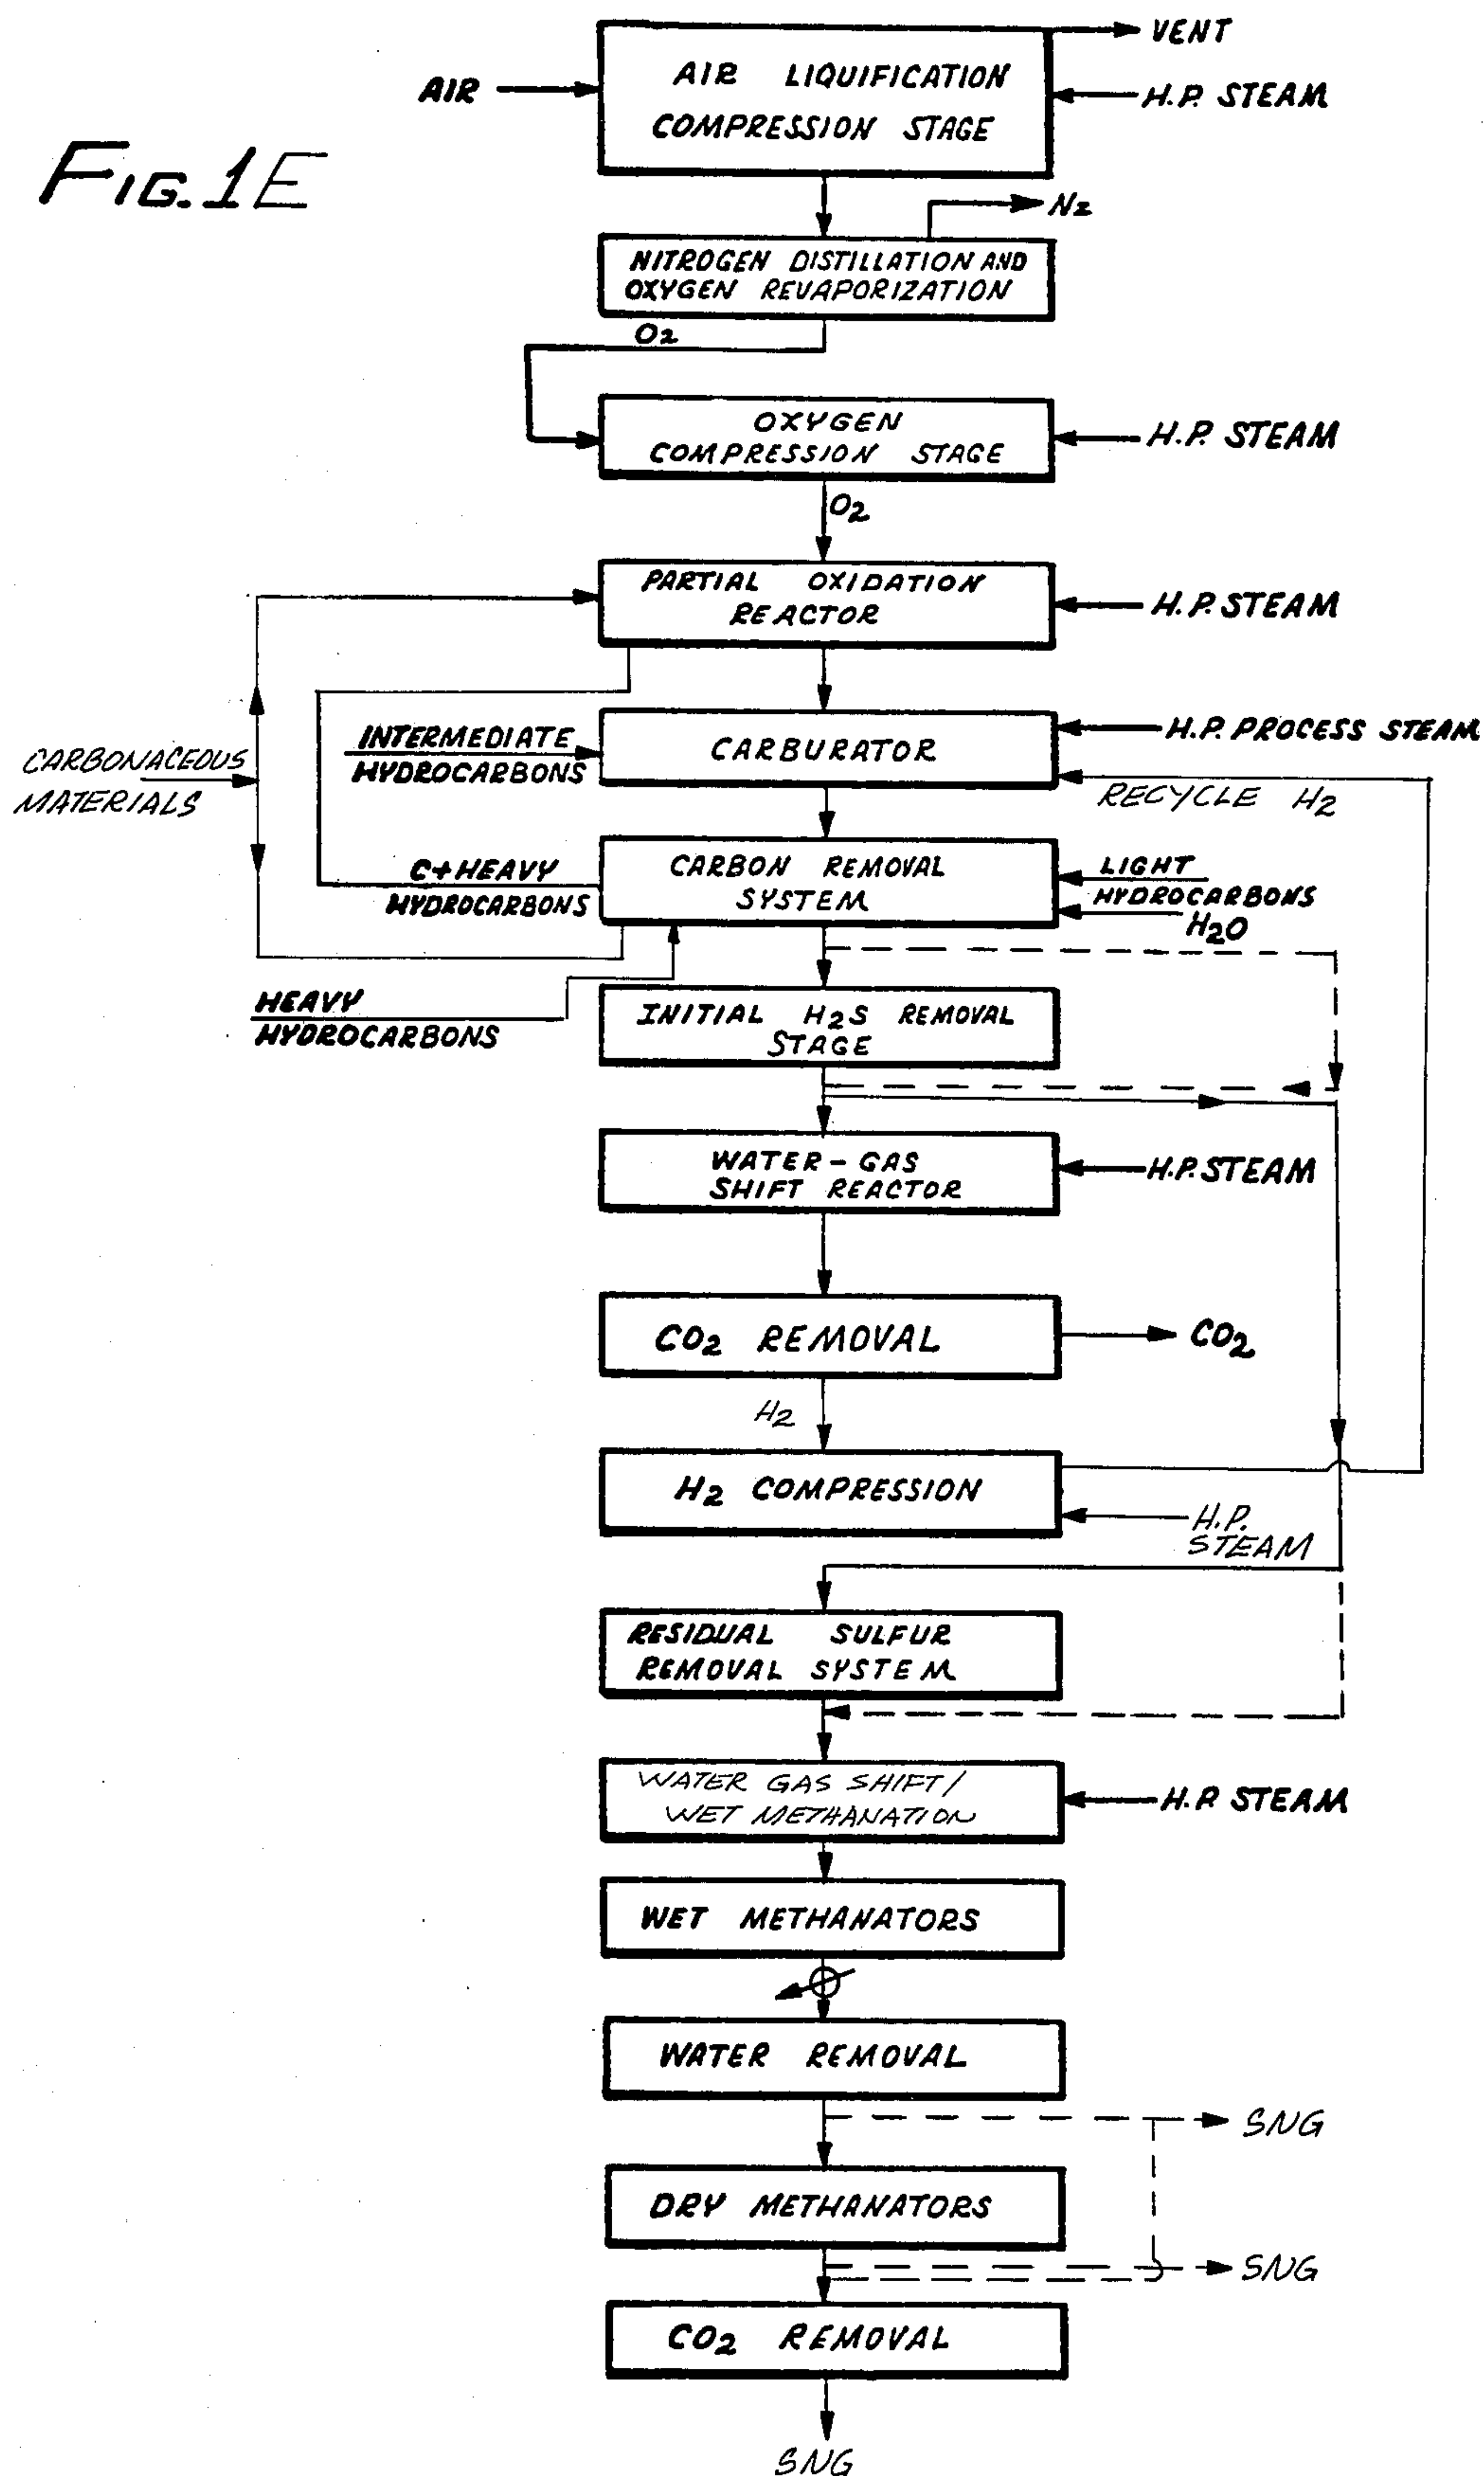 VENT
AIR LIQUIFICATION
COMPRESSION STAGE
AIR
H.P. STEAM
FIG. 1E
N2
NITROGEN DISTILLATION AND
OXYGEN REVAPORIZATION
O2
OXYGEN
COMPRESSION STAGE
H.P. STEAM
O2
PARTIAL OXIDATION
REACTOR
H.P. STEAM
INTERMEDIATE
HYDROCARBONS
CARBURATOR
H.P. PROCESS STEAM
CARBONACEOUS
MATERIALS
RECYCLE H2
C+HEAVY
HYDROCARBONS
CARBON REMOVAL
SYSTEM
LIGHT
HYDROCARBONS
H2O
HEAVY
HYDROCARBONS
INITIAL H2S REMOVAL
STAGE
WATER-GAS
SHIFT REACTOR
H.P. STEAM
CO2 REMOVAL
CO2
H2
H2 COMPRESSION
H.P.
STEAM
RESIDUAL SULFUR
REMOVAL SYSTEM
WATER GAS SHIFT/
WET METHANATION
H.P. STEAM
WET METHANATORS
WATER REMOVAL
SNG
DRY METHANATORS
SNG
CO2 REMOVAL
SNG